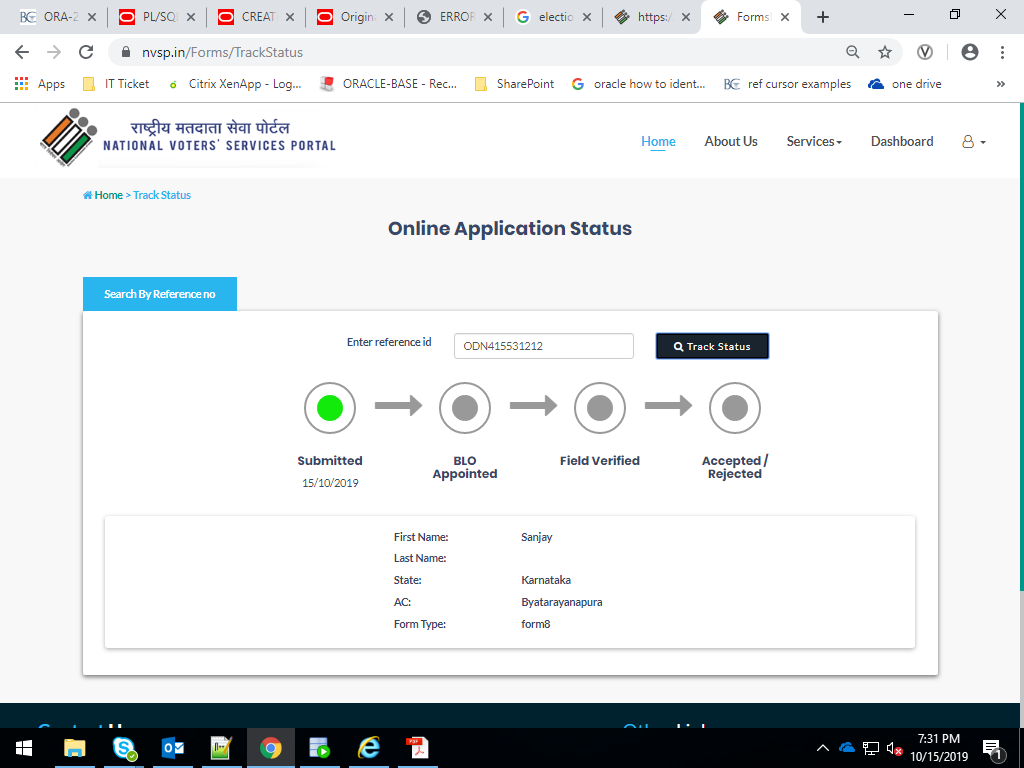 ORA-2
PL/SQL
CREAT
Origin
ERROR
electio
https:/
Forms
nvsp.in/Forms/TrackStatus
Apps
IT Ticket
Citrix XenApp - Log...
ORACLE-BASE - Rec...
SharePoint
oracle how to ident...
BC
ref cursor examples
one drive
»
राष्ट्रीय मतदाता सेवा पोर्टल
NATIONAL VOTERS' SERVICES PORTAL
Home
About Us
Services
Dashboard
Home > Track Status
Online Application Status
Search By Reference no
Enter reference id
ODN415531212
Track Status
Submitted
15/10/2019
BLO
Appointed
Field Verified
Accepted /
Rejected
First Name: Sanjay
Last Name:
State: Karnataka
AC: Byatarayanapura
Form Type: form8
7:31 PM
10/15/2019
1